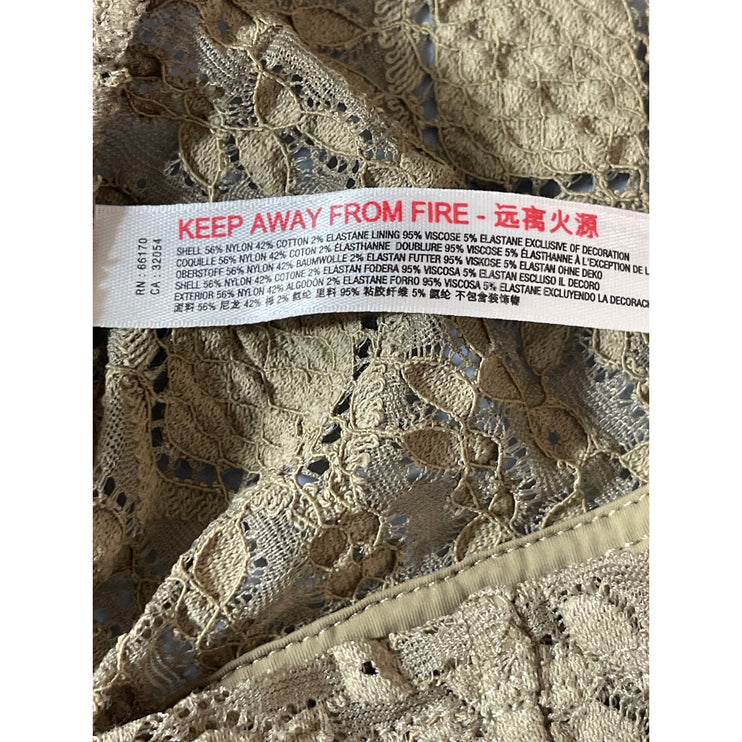 RN : 66170
CA : 32054
KEEP AWAY FROM FIRE - 远离火源
SHELL 56% NYLON 42% COTTON 2% ELASTANE LINING 95% VISCOSE 5% ELASTANE EXCLUSIVE OF DECORATION
COQUILLE 56% NYLON 42% COTON 2% ELASTHANNE DOUBLURE 95% VISCOSE 5% ÉLASTHANNE À L'EXCEPTION DE L
OBERSTOFF 56% NYLON 42% BAUMWOLLE 2% ELASTAN FUTTER 95% VISKOSE 5% ELASTAN OHNE DEKO
SHELL 56% NYLON 42% COTONE 2% ELASTAN FODERA 95% VISCOSA 5% ELASTAN ESCLUSO IL DECORO
EXTERIOR 56% NYLON 42% ALGODÓN 2% ELASTANE FORRO 95% VISCOSA 5% ELASTANE EXCLUYENDO LA DECORACI
面料 56% 尼龙 42% 棉 2% 氨纶 里料 95% 粘胶纤维 5% 氨纶 不包含装饰物